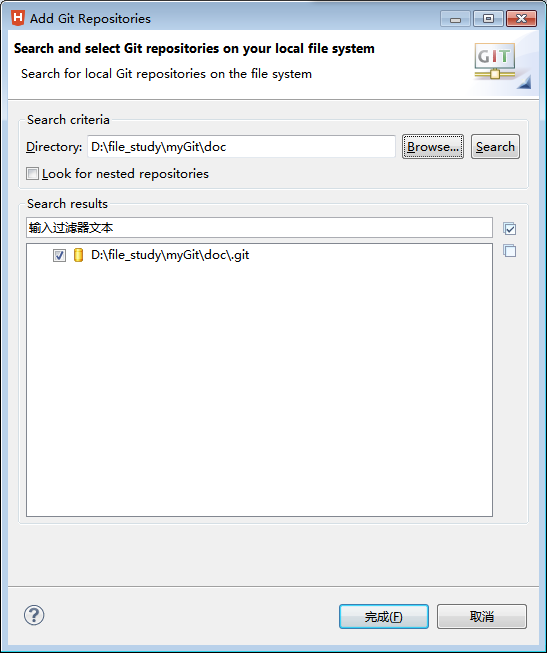 Add Git Repositories
Search and select Git repositories on your local file system
Search for local Git repositories on the file system
GIT
Search criteria
Directory: D:\file_study\myGit\doc Browse... Search
Look for nested repositories
Search results
输入过滤器文本
D:\file_study\myGit\doc\.git
? 完成(F) 取消